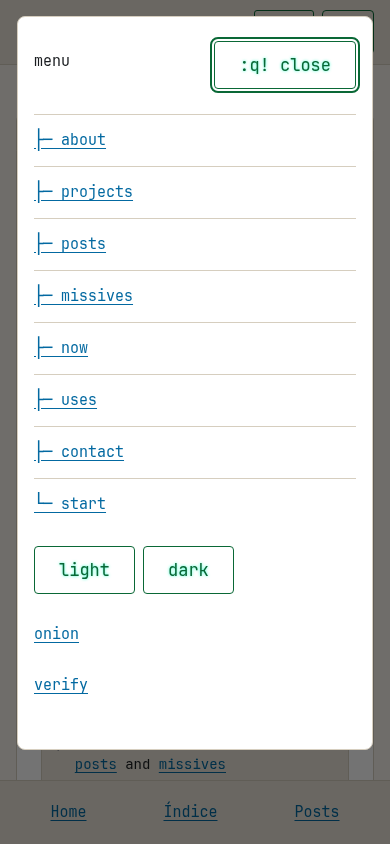 menu
:q! close
├─ about
├─ projects
├─ posts
├─ missives
├─ now
├─ uses
├─ contact
└─ start
light
dark
onion
verify
posts and missives
Home
Índice
Posts